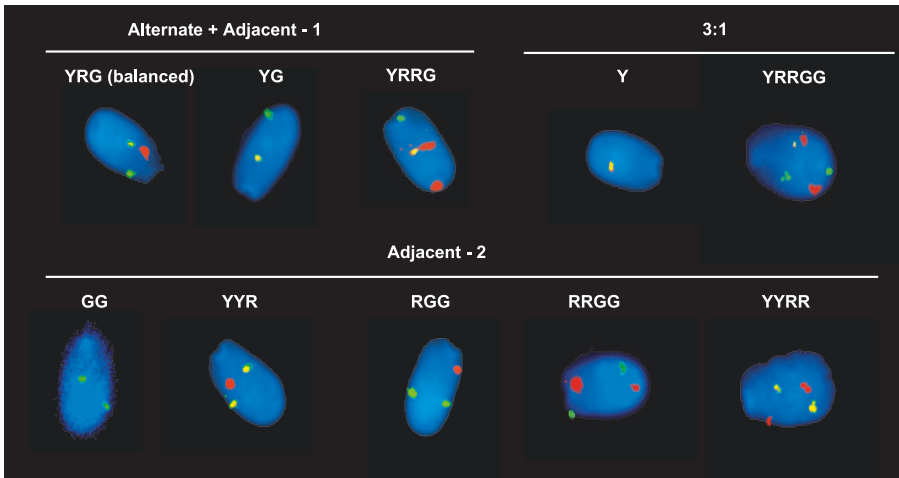 Alternate + Adjacent - 1
3:1
YRG (balanced)
YG
YRRG
Y
YRRGG
Adjacent - 2
GG
YYR
RGG
RRGG
YYRR